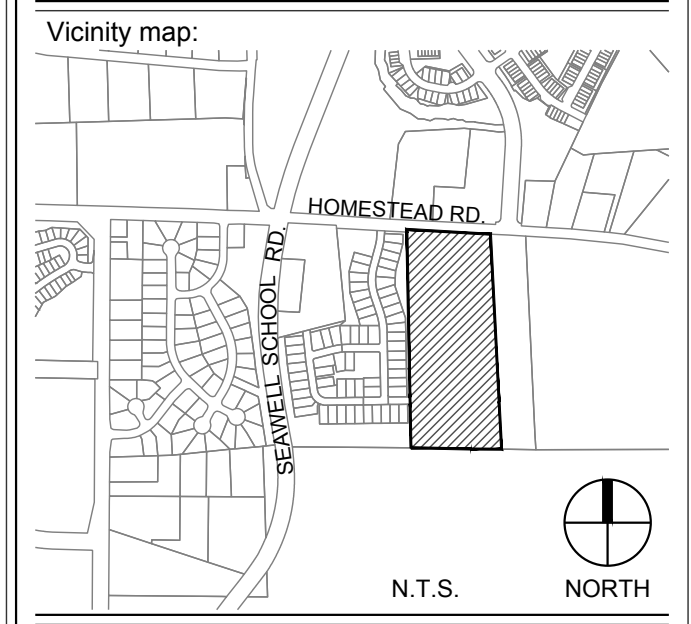 Vicinity map:
HOMESTEAD RD.
SEAWELL SCHOOL RD.
N.T.S.
NORTH